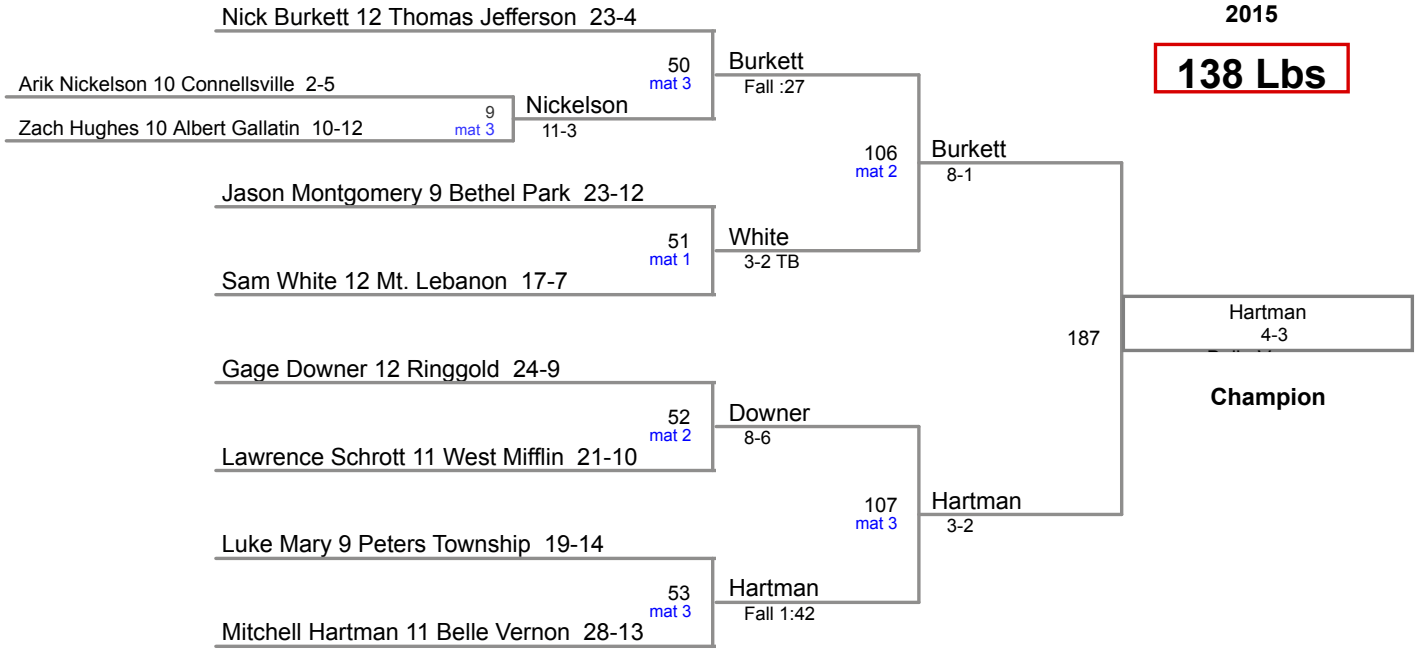 Nick Burkett 12 Thomas Jefferson 23-4
2015
138 Lbs
50
mat 3
Burkett
Fall :27
Arik Nickelson 10 Connellsville 2-5
9
mat 3
Nickelson
11-3
Zach Hughes 10 Albert Gallatin 10-12
106
mat 2
Burkett
8-1
Jason Montgomery 9 Bethel Park 23-12
51
mat 1
White
3-2 TB
Sam White 12 Mt. Lebanon 17-7
187
Hartman
4-3
Champion
Gage Downer 12 Ringgold 24-9
52
mat 2
Downer
8-6
Lawrence Schrott 11 West Mifflin 21-10
107
mat 3
Hartman
3-2
Luke Mary 9 Peters Township 19-14
53
mat 3
Hartman
Fall 1:42
Mitchell Hartman 11 Belle Vernon 28-13